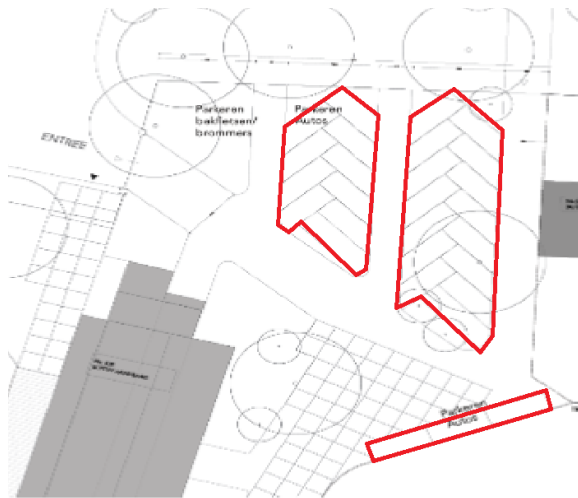 Parkeren
bakfietsen/
brommers
Parkeren
Autos
ENTREE
Parkeren
Autos